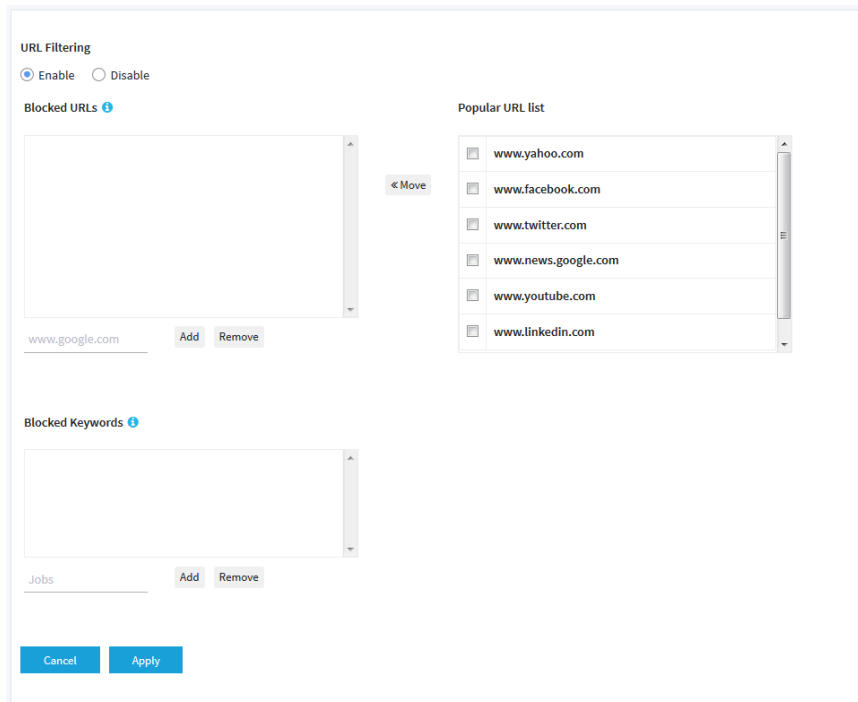 URL Filtering
Enable Disable
Blocked URLs
Popular URL list
www.yahoo.com
« Move
www.facebook.com
www.twitter.com
www.news.google.com
www.youtube.com
www.linkedin.com
www.google.com Add Remove
Blocked Keywords
Jobs Add Remove
Cancel Apply